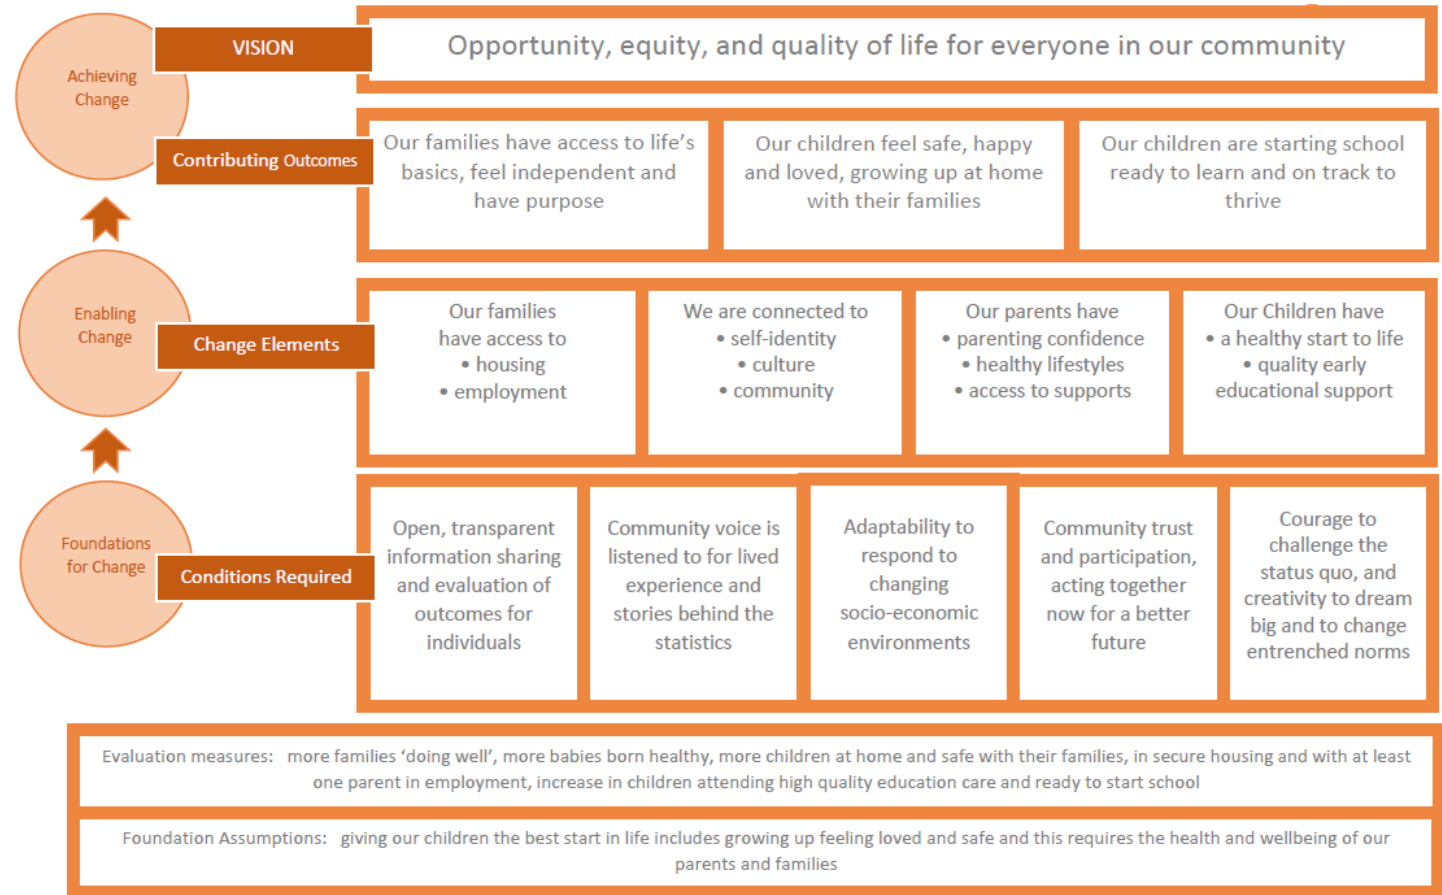 Achieving
Change
VISION
Opportunity, equity, and quality of life for everyone in our community
Contributing Outcomes
Our families have access to life's
basics, feel independent and
have purpose
Our children feel safe, happy
and loved, growing up at home
with their families
Our children are starting school
ready to learn and on track to
thrive
Enabling
Change
Change Elements
Our families
have access to
• housing
• employment
We are connected to
• self-identity
• culture
• community
Our parents have
• parenting confidence
• healthy lifestyles
• access to supports
Our Children have
• a healthy start to life
• quality early
educational support
Foundations
for Change
Conditions Required
Open, transparent
information sharing
and evaluation of
outcomes for
individuals
Community voice is
listened to for lived
experience and
stories behind the
statistics
Adaptability to
respond to
changing
socio-economic
environments
Community trust
and participation,
acting together
now for a better
future
Courage to
challenge the
status quo, and
creativity to dream
big and to change
entrenched norms
Evaluation measures: more families 'doing well', more babies born healthy, more children at home and safe with their families, in secure housing and with at least
one parent in employment, increase in children attending high quality education care and ready to start school
Foundation Assumptions: giving our children the best start in life includes growing up feeling loved and safe and this requires the health and wellbeing of our
parents and families